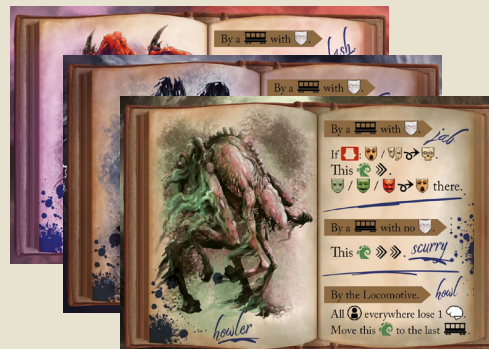 By a with .
lash
By a with .
By a with .
jab
If : / → .
This .
/ / → there.
By a with no .
This . scurry
By the Locomotive.
howl
All everywhere lose 1 .
Move this to the last .
howler